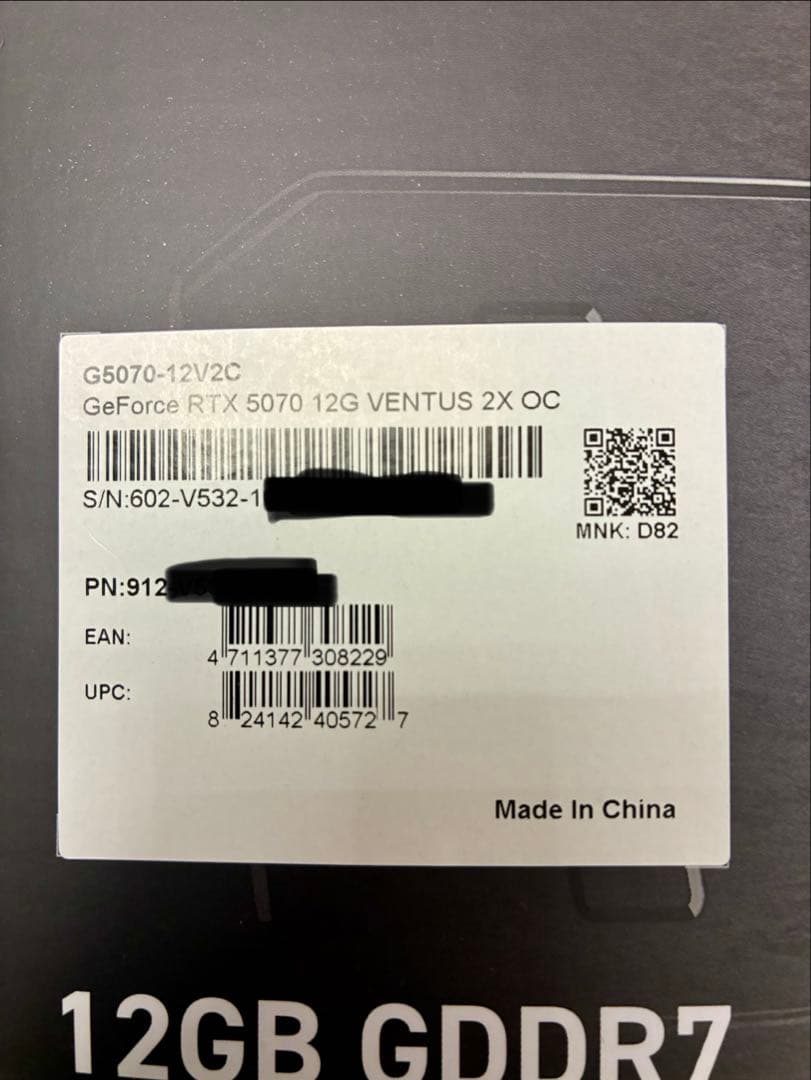 G5070-12V2C
GeForce RTX 5070 12G VENTUS 2X OC
S/N:602-V532-1
MNK: D82
PN:912-V5
EAN:
4 711377 308229
UPC:
8 24142 40572 7
Made In China
12GB GDDR7